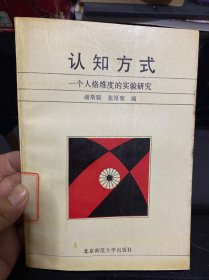 认知方式
一个人格维度的实验研究
谢斯骏 张厚粲 编
北京师范大学出版社